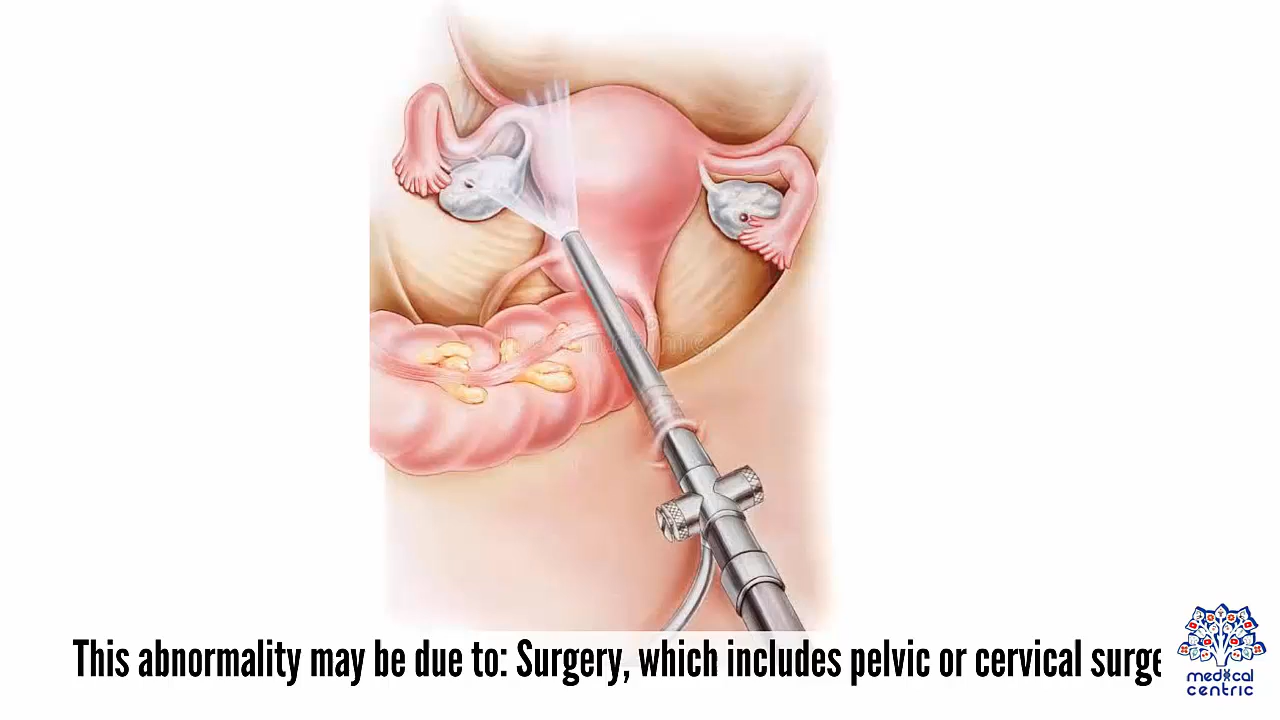 This abnormality may be due to: Surgery, which includes pelvic or cervical surge
medical
centric